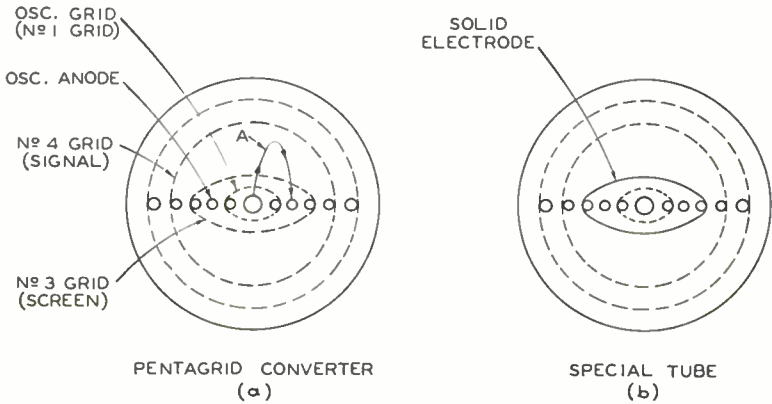 OSC. GRID
(Nº 1 GRID)
OSC. ANODE
Nº 4 GRID
(SIGNAL)
Nº 3 GRID
(SCREEN)
A
PENTAGRID CONVERTER
(a)
SOLID
ELECTRODE
SPECIAL TUBE
(b)